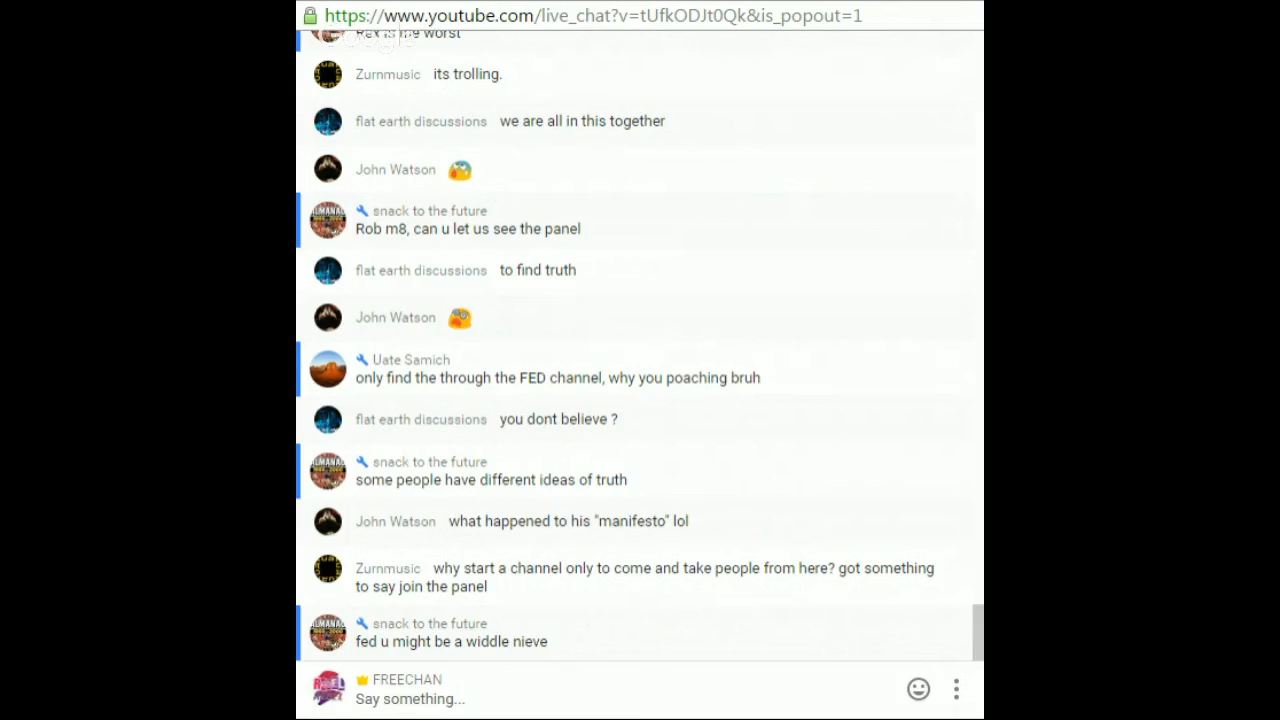 https://www.youtube.com/live_chat?v=tUfkODJt0Qk&is_popout=1
Google
Rex is the worst
Zurnmusic its trolling.
flat earth discussions we are all in this together
John Watson
snack to the future
Rob m8, can u let us see the panel
flat earth discussions to find truth
John Watson
Uate Samich
only find the through the FED channel, why you poaching bruh
flat earth discussions you dont believe ?
snack to the future
some people have different ideas of truth
John Watson what happened to his "manifesto" lol
Zurnmusic why start a channel only to come and take people from here? got something
to say join the panel
snack to the future
fed u might be a widdle nieve
FREECHAN
Say something...